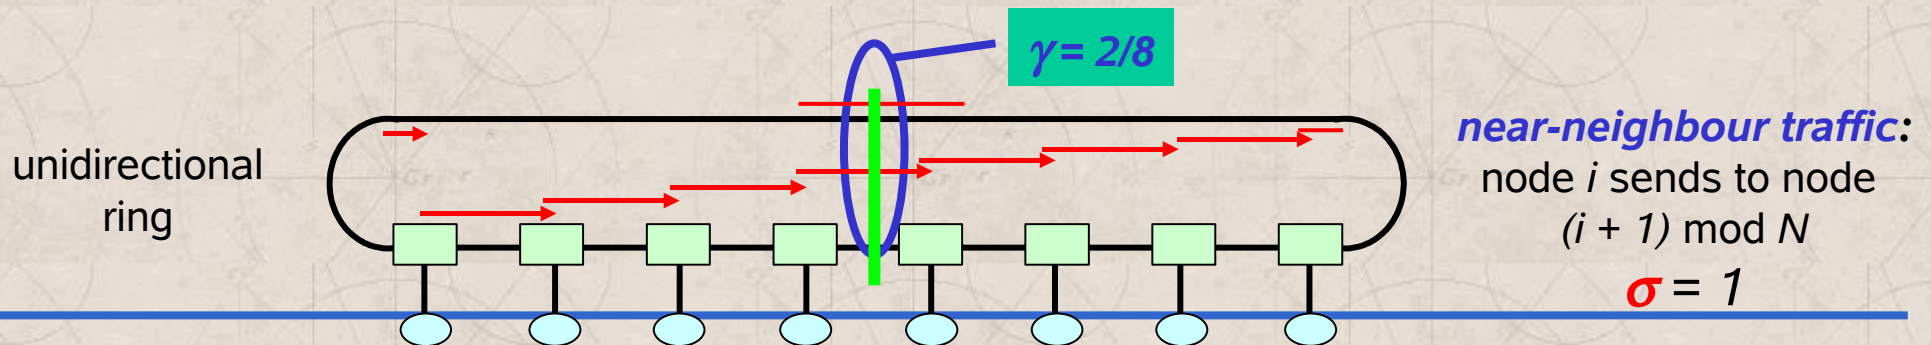 γ = 2/8
unidirectional
ring
near-neighbour traffic:
node i sends to node
(i + 1) mod N
σ = 1